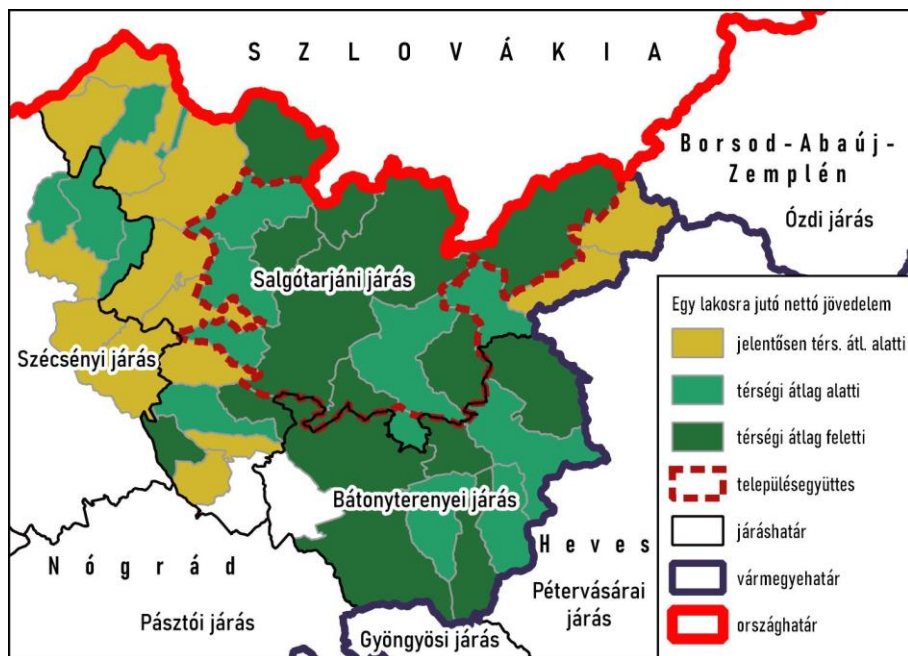 S Z L O V Á K I A
Borsod-Abaúj-
Zemplén
Ózdi járás
Salgótarjáni járás
Szécsényi járás
Bátonyterenyei járás
Nógrád
Heves
Pásztói járás
Pétervásárai
járás
Gyöngyösi járás
Egy lakosra jutó nettó jövedelem
jelentősen térs. átl. alatti
térségi átlag alatti
térségi átlag feletti
településegyüttes
járáshatár
vármegyehatár
országhatár